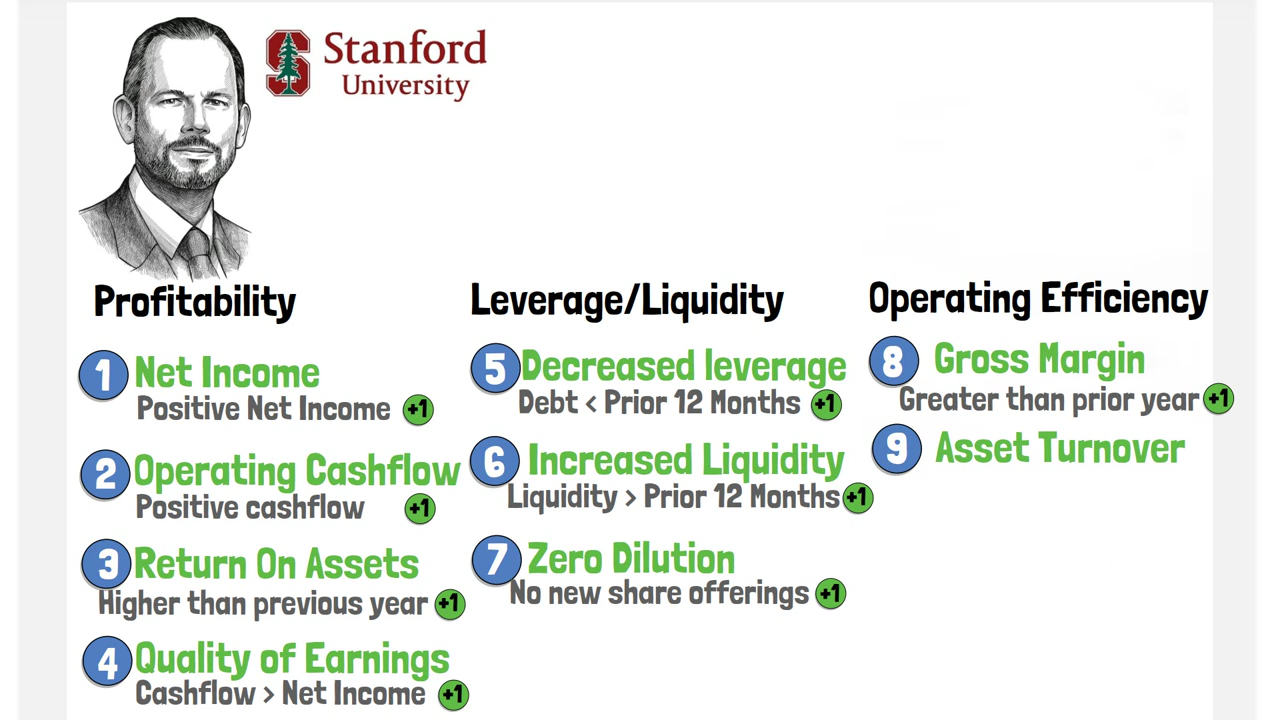 Stanford
University
Profitability
1 Net Income
Positive Net Income +1
2 Operating Cashflow
Positive cashflow +1
3 Return On Assets
Higher than previous year +1
4 Quality of Earnings
Cashflow > Net Income +1
Leverage/Liquidity
5 Decreased leverage
Debt < Prior 12 Months +1
6 Increased Liquidity
Liquidity > Prior 12 Months +1
7 Zero Dilution
No new share offerings +1
Operating Efficiency
8 Gross Margin
Greater than prior year +1
9 Asset Turnover